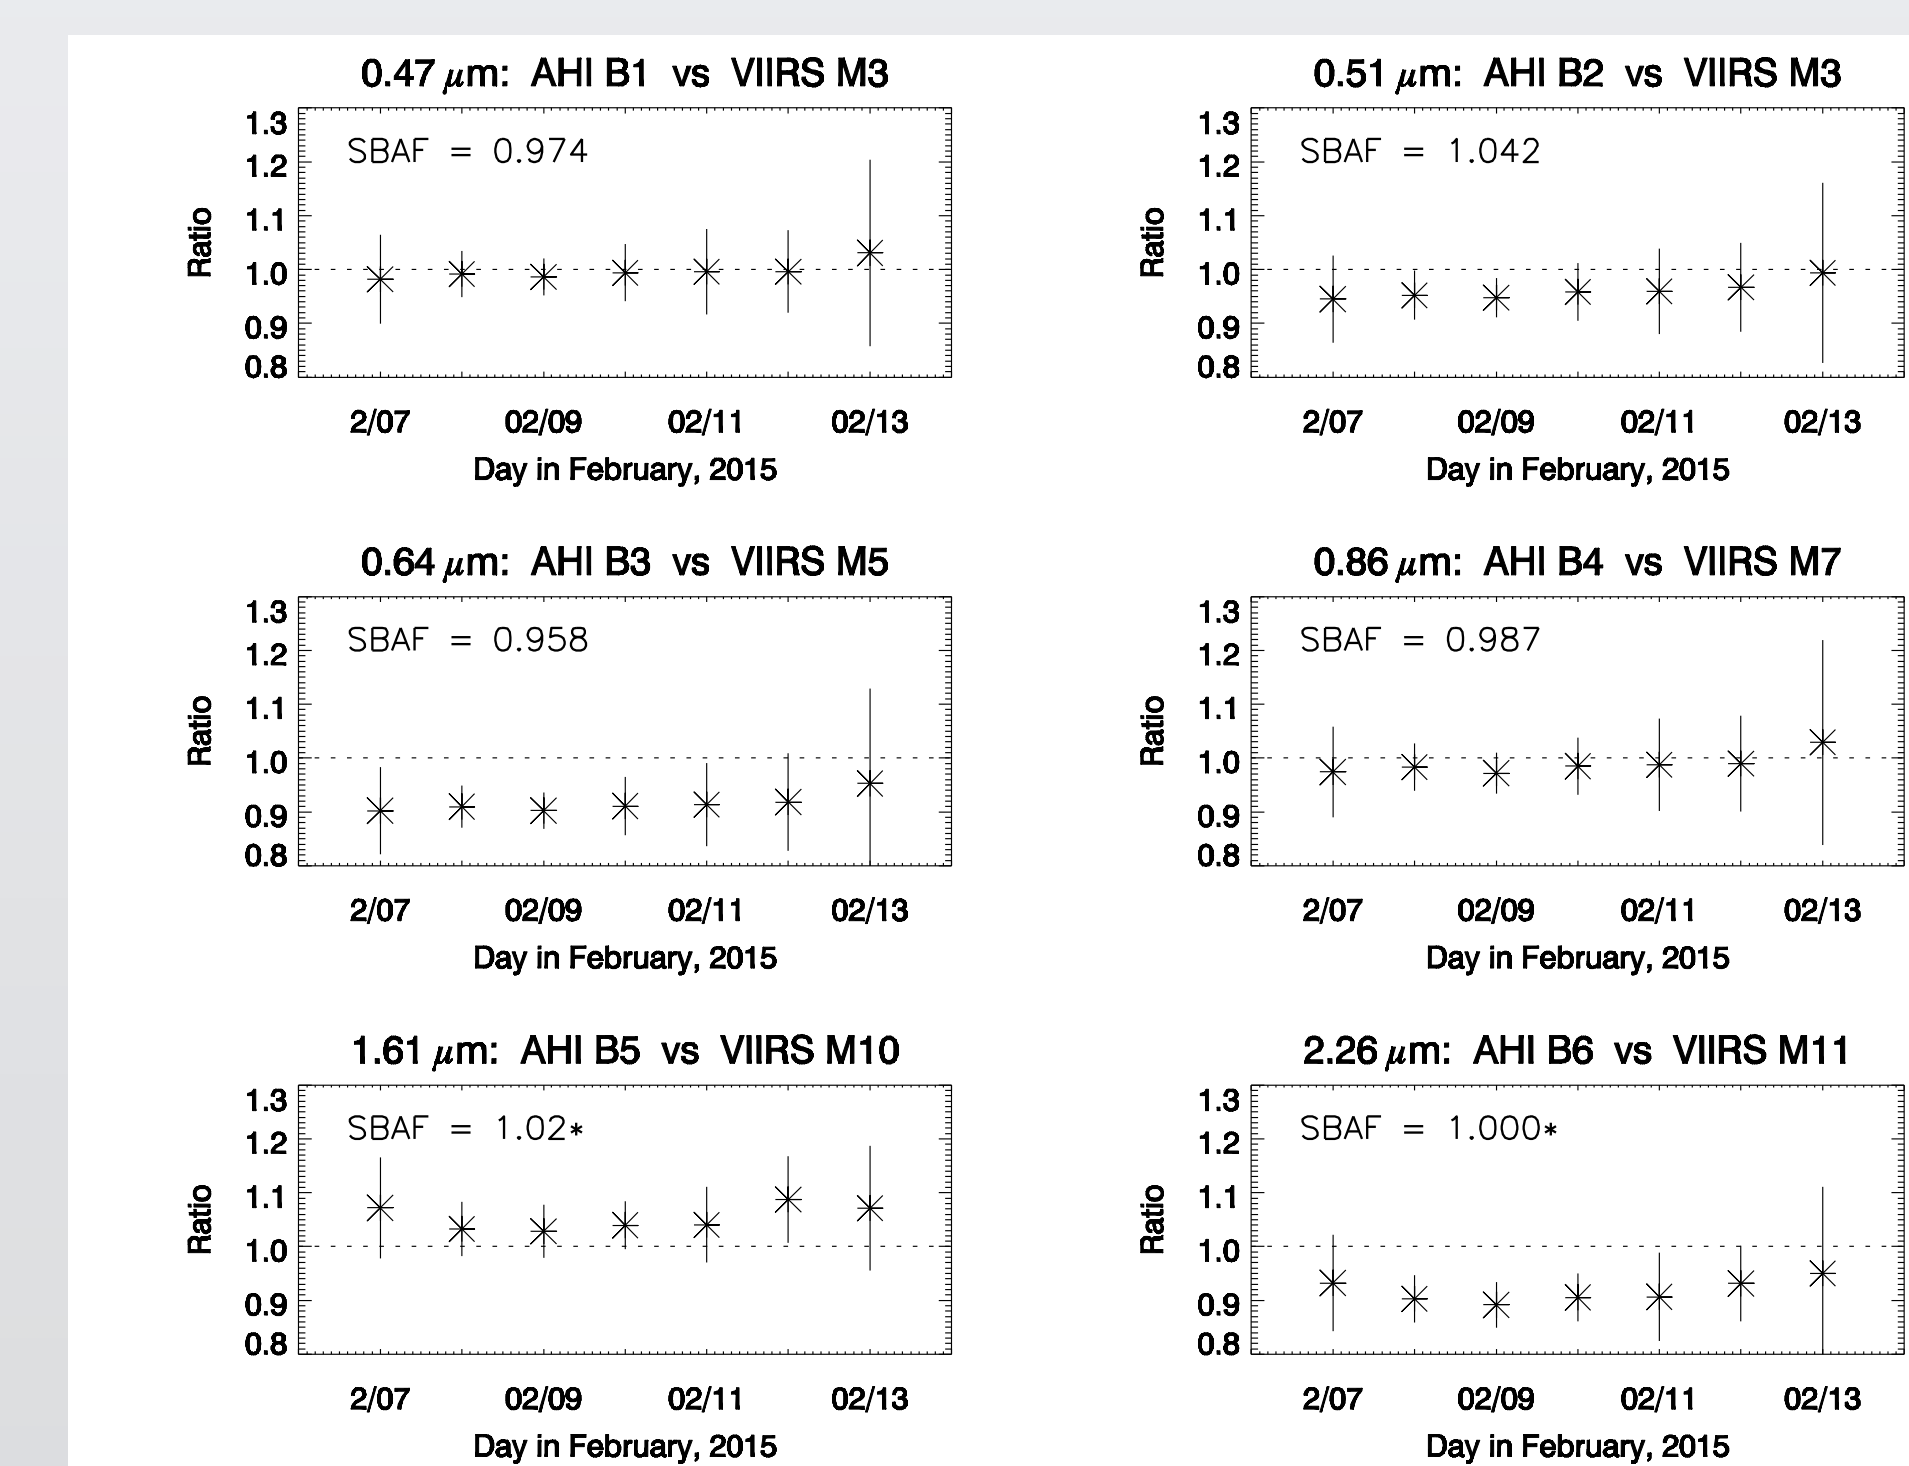 0.47 μm: AHI B1 vs VIIRS M3
SBAF = 0.974
1.3
1.2
1.1
1.0
0.9
0.8
Ratio
2/07 02/09 02/11 02/13
Day in February, 2015
0.51 μm: AHI B2 vs VIIRS M3
SBAF = 1.042
1.3
1.2
1.1
1.0
0.9
0.8
Ratio
2/07 02/09 02/11 02/13
Day in February, 2015
0.64 μm: AHI B3 vs VIIRS M5
SBAF = 0.958
1.3
1.2
1.1
1.0
0.9
0.8
Ratio
2/07 02/09 02/11 02/13
Day in February, 2015
0.86 μm: AHI B4 vs VIIRS M7
SBAF = 0.987
1.3
1.2
1.1
1.0
0.9
0.8
Ratio
2/07 02/09 02/11 02/13
Day in February, 2015
1.61 μm: AHI B5 vs VIIRS M10
SBAF = 1.02*
1.3
1.2
1.1
1.0
0.9
0.8
Ratio
2/07 02/09 02/11 02/13
Day in February, 2015
2.26 μm: AHI B6 vs VIIRS M11
SBAF = 1.000*
1.3
1.2
1.1
1.0
0.9
0.8
Ratio
2/07 02/09 02/11 02/13
Day in February, 2015